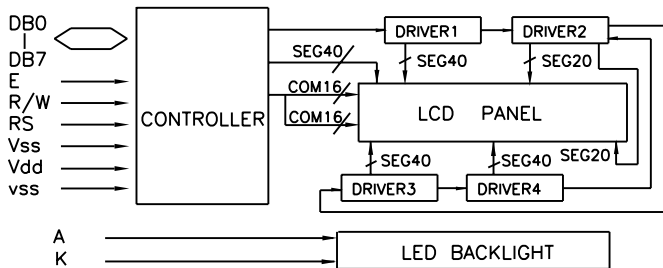 DB0
DB7
E
R/W
RS
Vss
Vdd
vss
CONTROLLER
SEG40
COM16
COM16
DRIVER1
DRIVER2
SEG40
SEG20
LCD PANEL
SEG20
SEG40
SEG40
DRIVER3
DRIVER4
A
K
LED BACKLIGHT